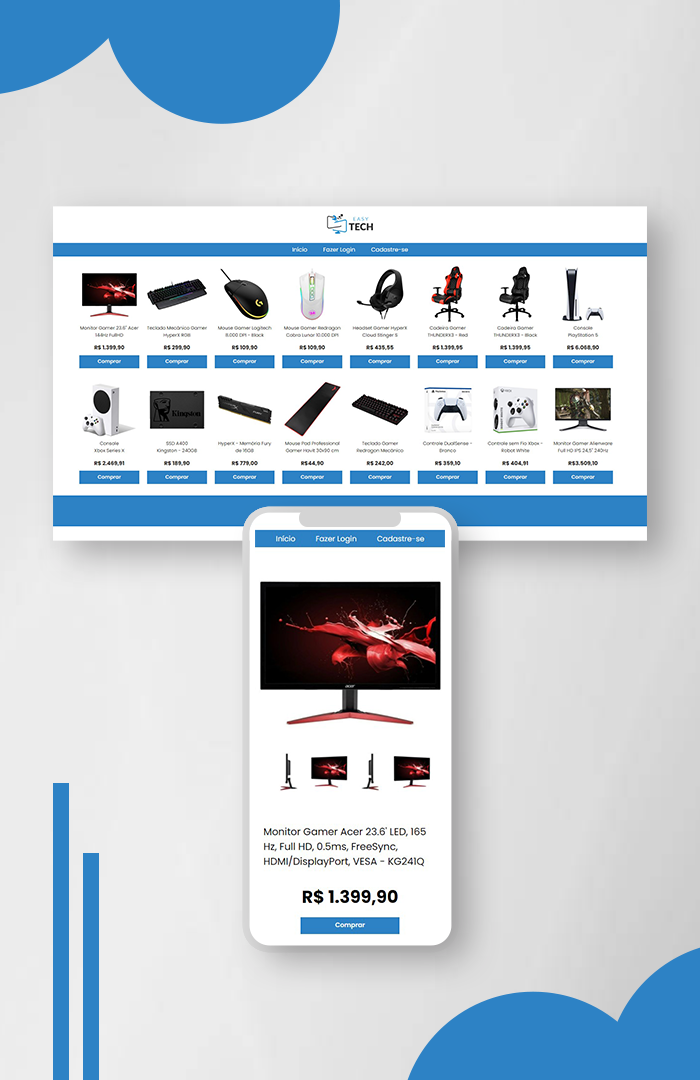 EASY
TECH
Início Fazer Login Cadastre-se
Monitor Gamer 23.6" Acer
144Hz FullHD
R$ 1.399,90
Comprar
Teclado Mecânico Gamer
HyperX RGB
R$ 299,90
Comprar
Mouse Gamer Logitech
8,000 DPI - Black
R$ 109,90
Comprar
Mouse Gamer Redragon
Cobra Lunar 10.000 DPI
R$ 109,90
Comprar
Headset Gamer HyperX
Cloud Stinger S
R$ 435,55
Comprar
Cadeira Gamer
THUNDERX3 - Red
R$ 1.399,95
Comprar
Cadeira Gamer
THUNDERX3 - Black
R$ 1.399,95
Comprar
Console
PlayStation 5
R$ 6.068,90
Comprar
Console
Xbox Series X
R$ 2.469,91
Comprar
Kingston
SSD A400
Kingston - 240GB
R$ 189,90
Comprar
HyperX - Memória Fury
de 16GB
R$ 779,00
Comprar
Mouse Pad Professional
Gamer Havit 30x90 cm
R$44,90
Comprar
Teclado Gamer
Redragon Mecânico
R$ 242,00
Comprar
Controle DualSense -
Branco
R$ 359,10
Comprar
XBOX
Controle sem Fio Xbox -
Robot White
R$ 404,91
Comprar
Monitor Gamer Alienware
Full HD IPS 24,5" 240Hz
R$3.509,10
Comprar
Início Fazer Login Cadastre-se
acer
Monitor Gamer Acer 23.6' LED, 165
Hz, Full HD, 0.5ms, FreeSync,
HDMI/DisplayPort, VESA - KG241Q
R$ 1.399,90
Comprar